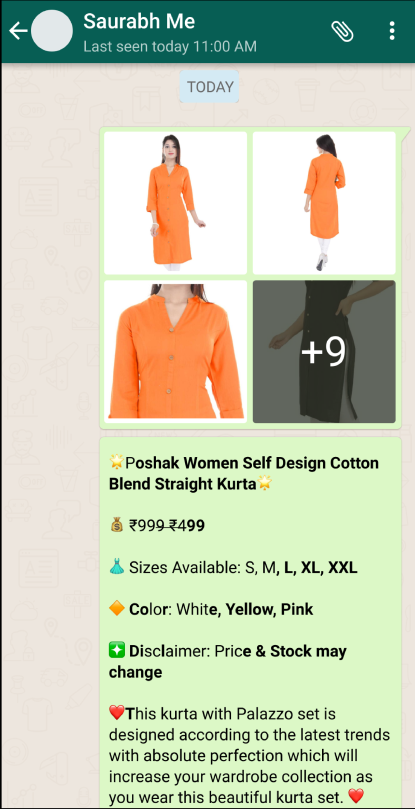 Saurabh Me
Last seen today 11:00 AM
TODAY
+9
🌟Poshak Women Self Design Cotton
Blend Straight Kurta🌟
💰 ₹999 ₹499
👗 Sizes Available: S, M, L, XL, XXL
🔶 Color: White, Yellow, Pink
❇️ Disclaimer: Price & Stock may
change
❤️This kurta with Palazzo set is
designed according to the latest trends
with absolute perfection which will
increase your wardrobe collection as
you wear this beautiful kurta set. ❤️